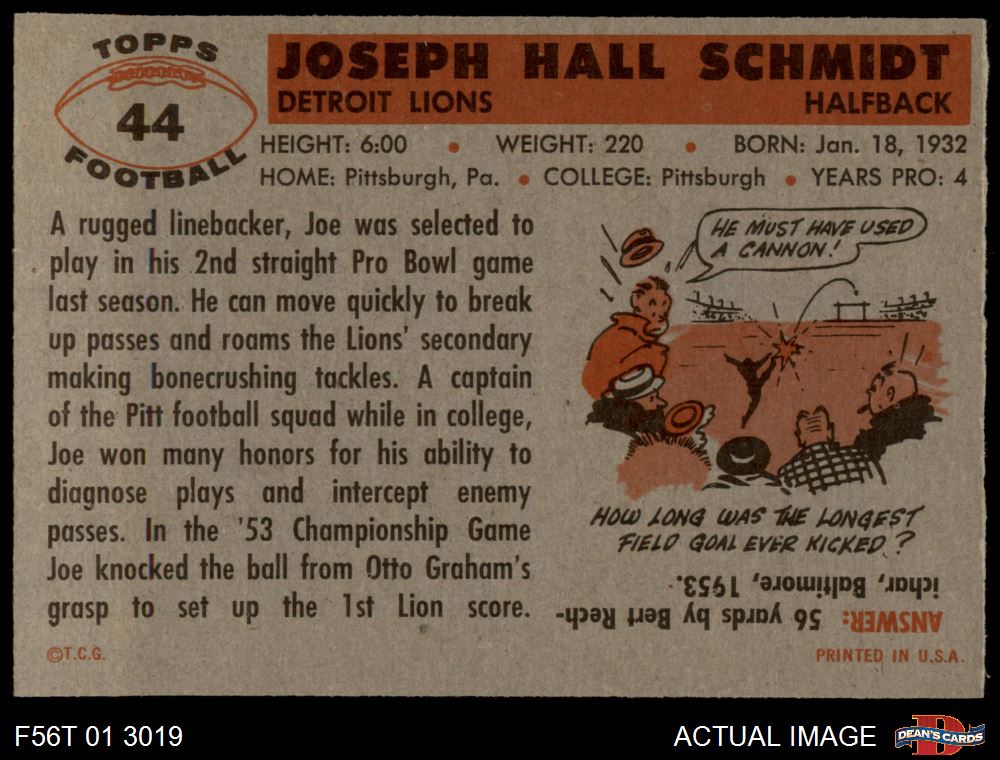 TOPPS
44
FOOTBALL
JOSEPH HALL SCHMIDT
DETROIT LIONS HALFBACK
HEIGHT: 6:00 • WEIGHT: 220 • BORN: Jan. 18, 1932
HOME: Pittsburgh, Pa. • COLLEGE: Pittsburgh • YEARS PRO: 4
A rugged linebacker, Joe was selected to
play in his 2nd straight Pro Bowl game
last season. He can move quickly to break
up passes and roams the Lions' secondary
making bonecrushing tackles. A captain
of the Pitt football squad while in college,
Joe won many honors for his ability to
diagnose plays and intercept enemy
passes. In the '53 Championship Game
Joe knocked the ball from Otto Graham's
grasp to set up the 1st Lion score.
©T.C.G.
HE MUST HAVE USED
A CANNON!
HOW LONG WAS THE LONGEST
FIELD GOAL EVER KICKED?
ANSWER: 56 yards by Bert Rech-
ichar, Baltimore, 1953.
PRINTED IN U.S.A.
F56T 01 3019
ACTUAL IMAGE
DEAN'S CARDS